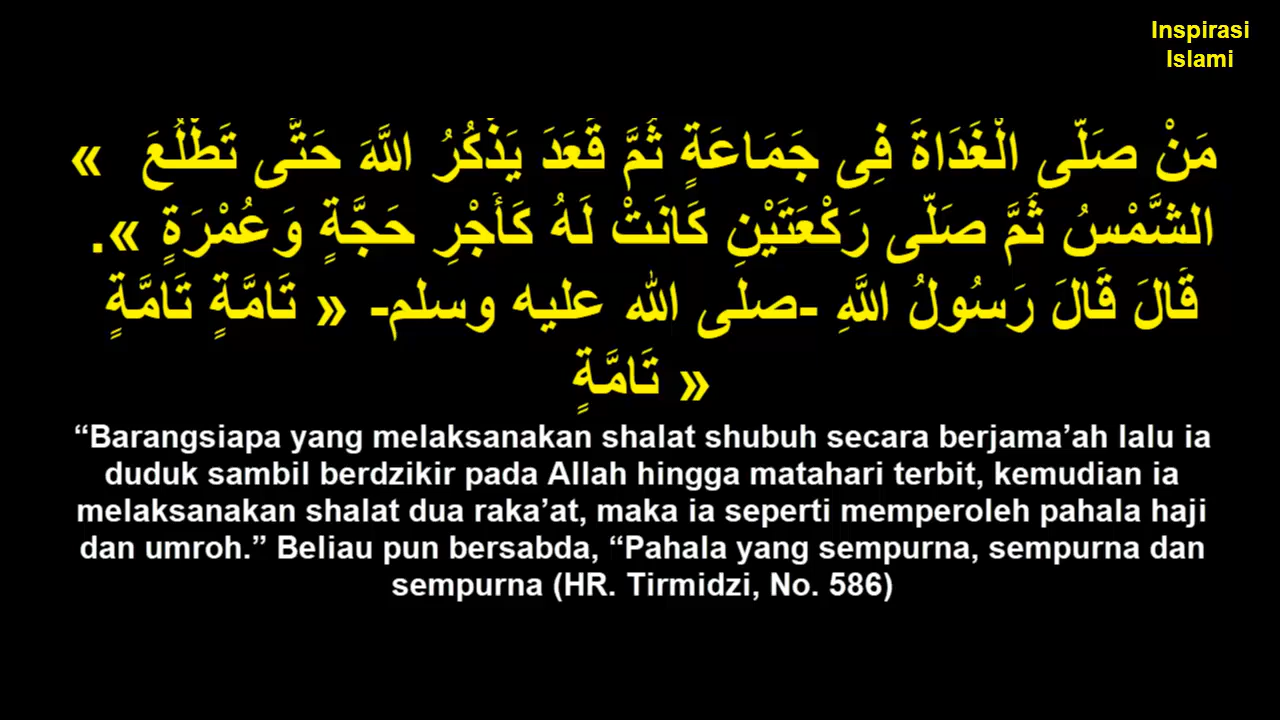 Inspirasi
Islami
« مَنْ صَلَّى الْغَدَاةَ فِى جَمَاعَةٍ ثُمَّ قَعَدَ يَذْكُرُ اللَّهَ حَتَّى تَطْلُعَ
الشَّمْسُ ثُمَّ صَلَّى رَكْعَتَيْنِ كَانَتْ لَهُ كَأَجْرِ حَجَّةٍ وَعُمْرَةٍ ».
قَالَ قَالَ رَسُولُ اللَّهِ -صلى الله عليه وسلم- « تَامَّةٍ تَامَّةٍ
تَامَّةٍ »
“Barangsiapa yang melaksanakan shalat shubuh secara berjama’ah lalu ia
duduk sambil berdzikir pada Allah hingga matahari terbit, kemudian ia
melaksanakan shalat dua raka’at, maka ia seperti memperoleh pahala haji
dan umroh.” Beliau pun bersabda, “Pahala yang sempurna, sempurna dan
sempurna (HR. Tirmidzi, No. 586)